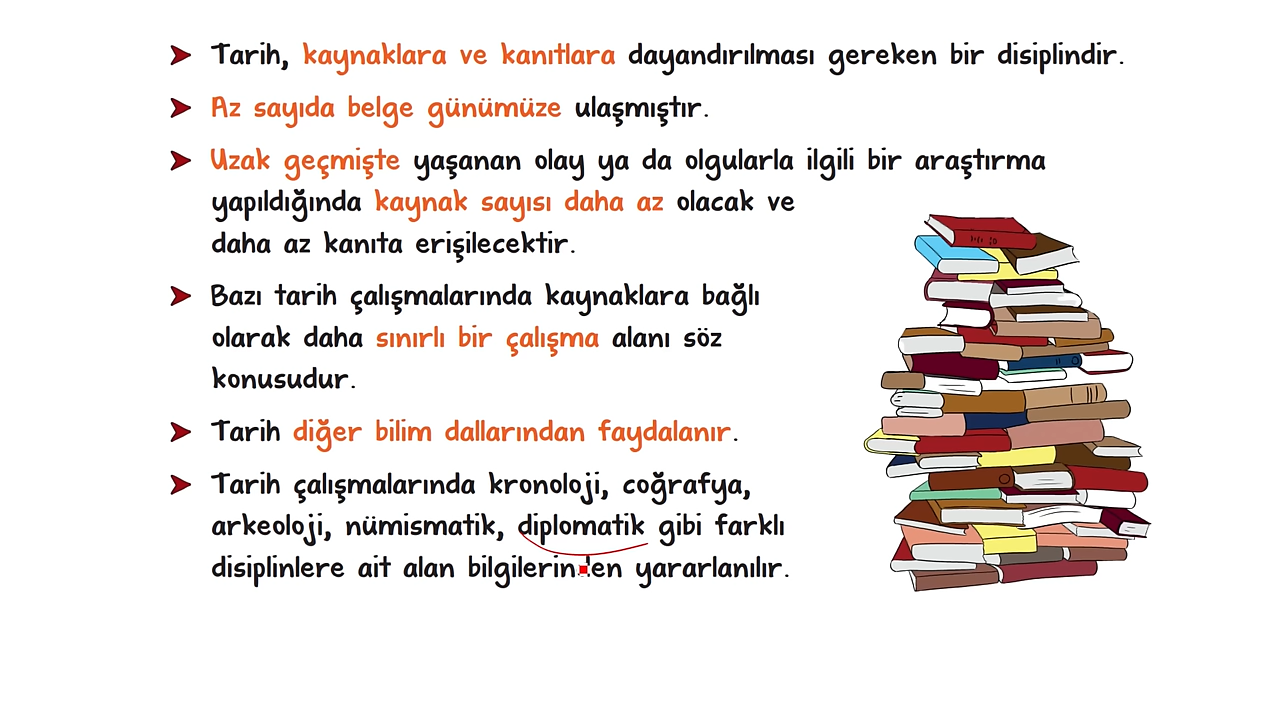 Tarih, kaynaklara ve kanıtlara dayandırılması gereken bir disiplindir.
Az sayıda belge günümüze ulaşmıştır.
Uzak geçmişte yaşanan olay ya da olgularla ilgili bir araştırma
yapıldığında kaynak sayısı daha az olacak ve
daha az kanıta erişilecektir.
Bazı tarih çalışmalarında kaynaklara bağlı
olarak daha sınırlı bir çalışma alanı söz
konusudur.
Tarih diğer bilim dallarından faydalanır.
Tarih çalışmalarında kronoloji, coğrafya,
arkeoloji, nümismatik, diplomatik gibi farklı
disiplinlere ait alan bilgilerinden yararlanılır.